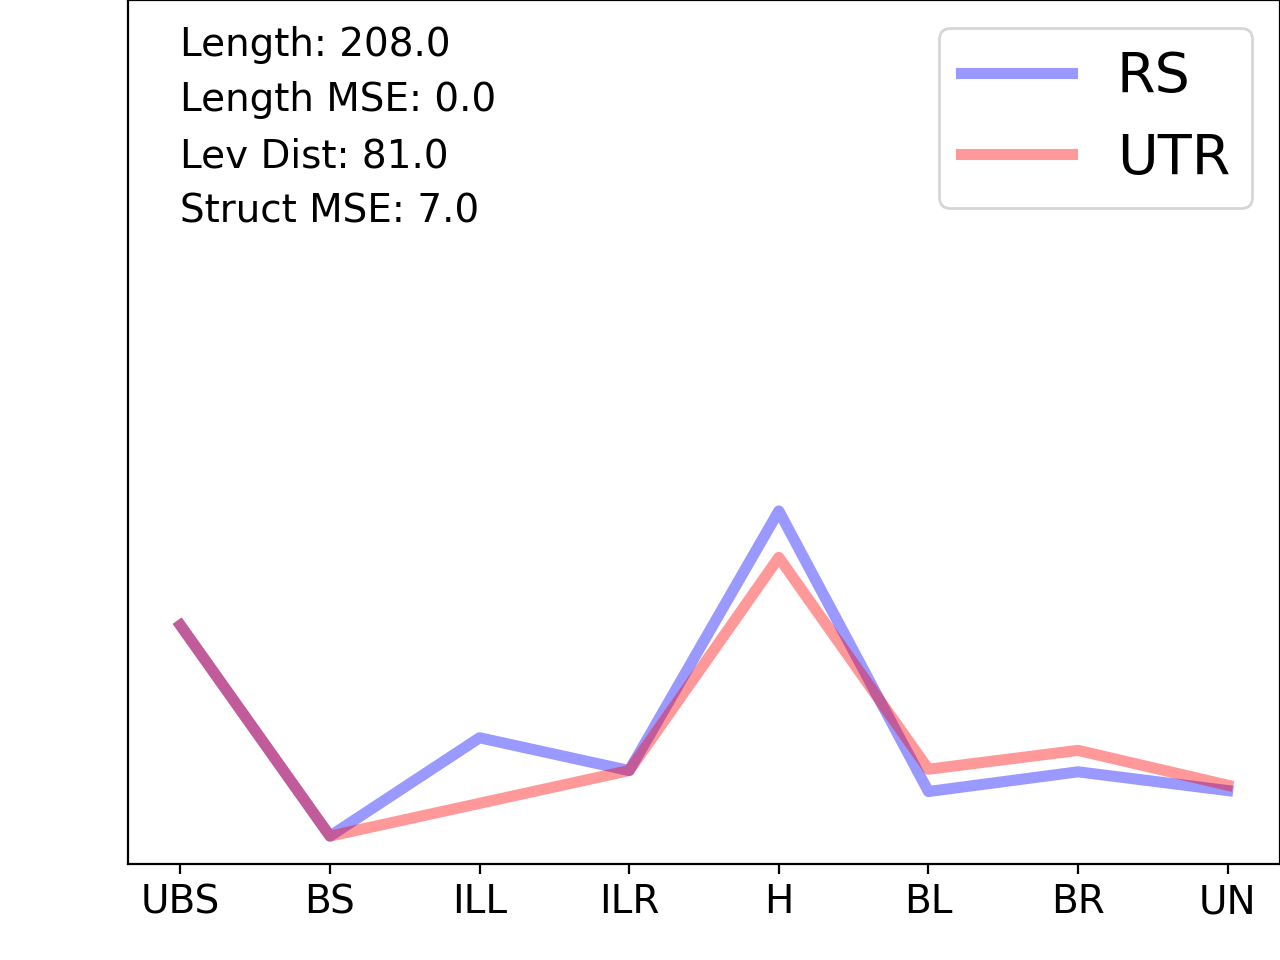 Length: 208.0
Length MSE: 0.0
Lev Dist: 81.0
Struct MSE: 7.0
RS
UTR
UBS BS ILL ILR H BL BR UN